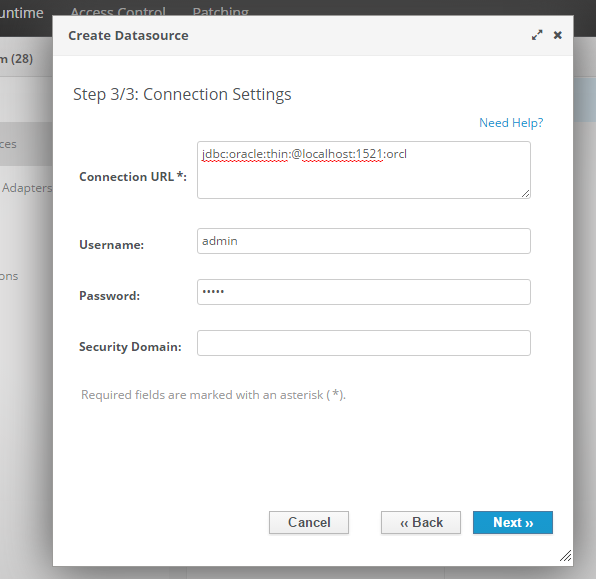 untime Access Control Patching
Create Datasource
m (28)
Step 3/3: Connection Settings
Need Help?
ces
jdbc:oracle:thin:@localhost:1521:orcl
Connection URL *:
Adapters
Username: admin
ons
Password: •••••
Security Domain:
Required fields are marked with an asterisk (*).
Cancel ‹‹ Back Next ››